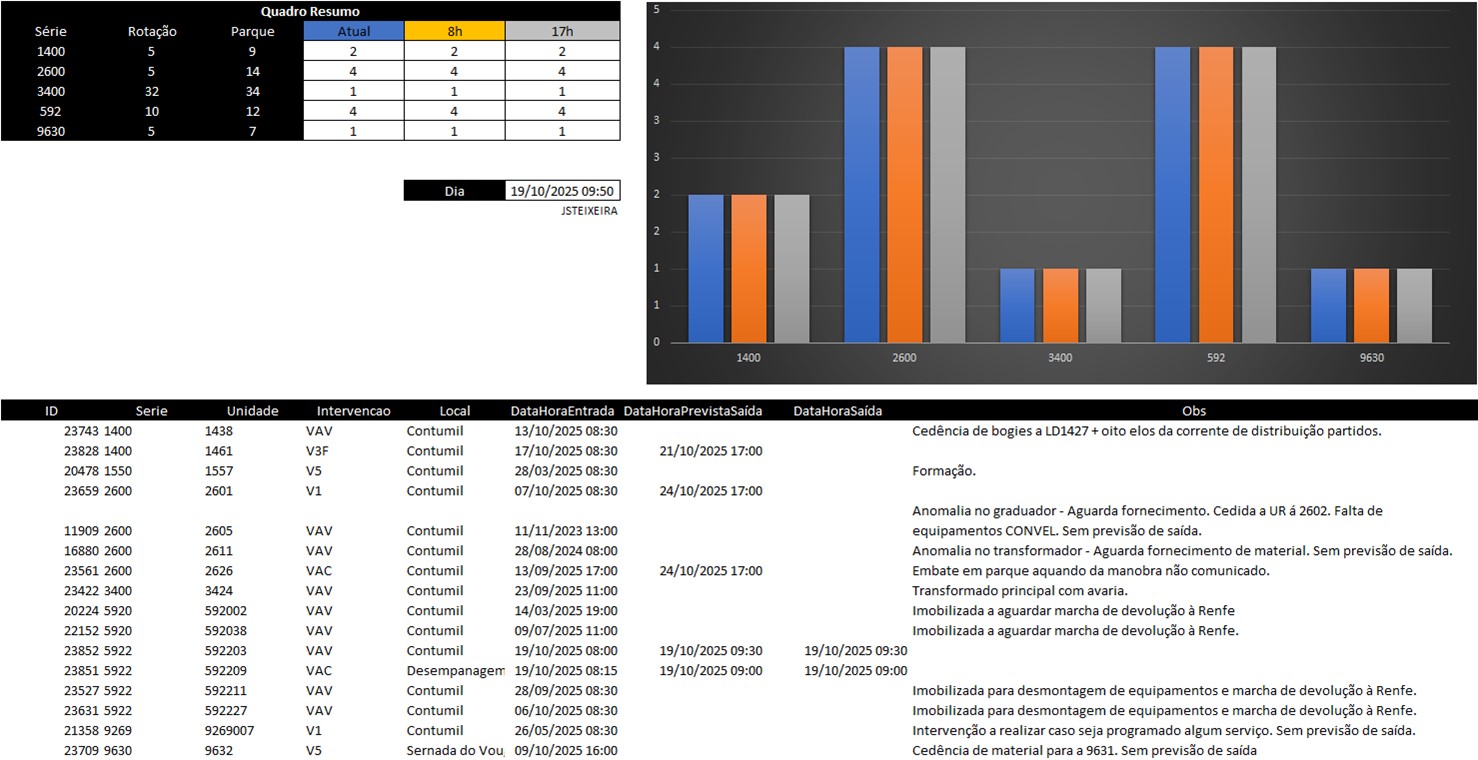 Quadro Resumo
Série Rotação Parque Atual 8h 17h
1400 5 9 2 2 2
2600 5 14 4 4 4
3400 32 34 1 1 1
592 10 12 4 4 4
9630 5 7 1 1 1
Dia 19/10/2025 09:50
JSTEIXEIRA
5
4
4
3
3
2
2
1
1
0
1400 2600 3400 592 9630
ID Serie Unidade Intervencao Local DataHoraEntrada DataHoraPrevistaSaída DataHoraSaída Obs
23743 1400 1438 VAV Contumil 13/10/2025 08:30 Cedência de bogies a LD1427 + oito elos da corrente de distribuição partidos.
23828 1400 1461 V3F Contumil 17/10/2025 08:30 21/10/2025 17:00
20478 1550 1557 V5 Contumil 28/03/2025 08:30 Formação.
23659 2600 2601 V1 Contumil 07/10/2025 08:30 24/10/2025 17:00
Anomalia no graduador - Aguarda fornecimento. Cedida a UR á 2602. Falta de
11909 2600 2605 VAV Contumil 11/11/2023 13:00 equipamentos CONVEL. Sem previsão de saída.
16880 2600 2611 VAV Contumil 28/08/2024 08:00 Anomalia no transformador - Aguarda fornecimento de material. Sem previsão de saída.
23561 2600 2626 VAC Contumil 13/09/2025 17:00 24/10/2025 17:00 Embate em parque aquando da manobra não comunicado.
23422 3400 3424 VAV Contumil 23/09/2025 11:00 Transformado principal com avaria.
20224 5920 592002 VAV Contumil 14/03/2025 19:00 Imobilizada a aguardar marcha de devolução à Renfe
22152 5920 592038 VAV Contumil 09/07/2025 11:00 Imobilizada a aguardar marcha de devolução à Renfe.
23852 5922 592203 VAV Contumil 19/10/2025 08:00 19/10/2025 09:30 19/10/2025 09:30
23851 5922 592209 VAC Desempanagem 19/10/2025 08:15 19/10/2025 09:00 19/10/2025 09:00
23527 5922 592211 VAV Contumil 28/09/2025 08:30 Imobilizada para desmontagem de equipamentos e marcha de devolução à Renfe.
23631 5922 592227 VAV Contumil 06/10/2025 08:30 Imobilizada para desmontagem de equipamentos e marcha de devolução à Renfe.
21358 9269 9269007 V1 Contumil 26/05/2025 08:30 Intervenção a realizar caso seja programado algum serviço. Sem previsão de saída.
23709 9630 9632 V5 Sernada do Vou 09/10/2025 16:00 Cedência de material para a 9631. Sem previsão de saída